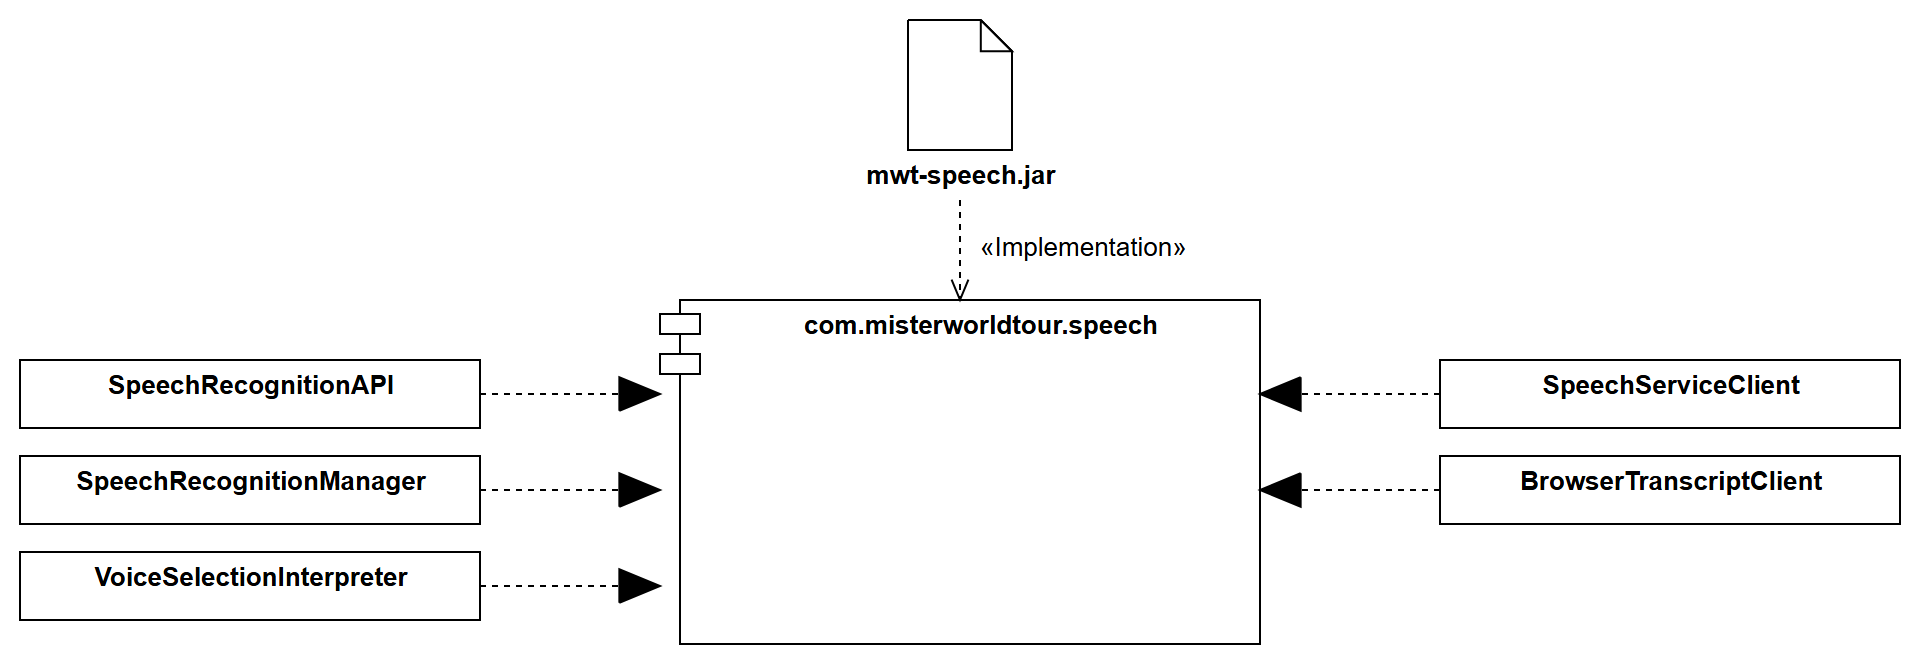 mwt-speech.jar
«Implementation»
com.misterworldtour.speech
SpeechRecognitionAPI
SpeechRecognitionManager
VoiceSelectionInterpreter
SpeechServiceClient
BrowserTranscriptClient